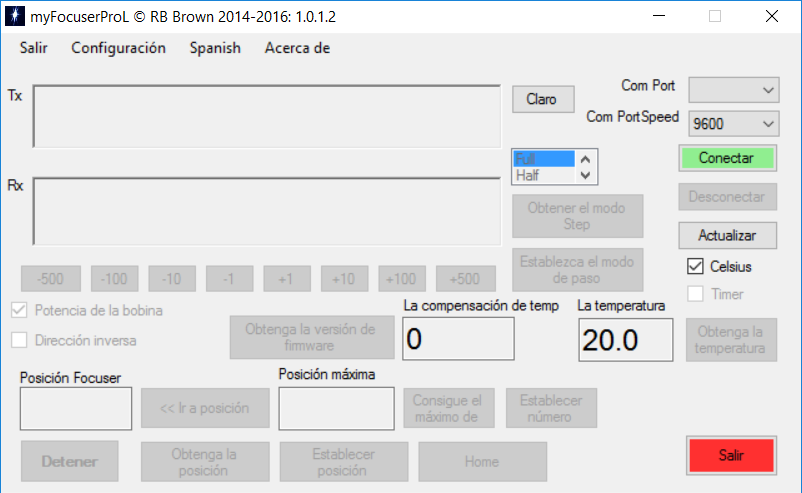 myFocuserProL © RB Brown 2014-2016: 1.0.1.2
Salir Configuración Spanish Acerca de
Tx
Claro
Com Port
Com PortSpeed 9600
Full
Half
Conectar
Rx
Desconectar
Obtener el modo
Step
Actualizar
Establezca el modo
de paso
Celsius
-500 -100 -10 -1 +1 +10 +100 +500
Timer
Potencia de la bobina
La compensación de temp
La temperatura
Dirección inversa
Obtenga la versión de
firmware
0
20.0
Obtenga la
temperatura
Posición Focuser
Posición máxima
<< Ir a posición
Consigue el
máximo de
Establecer
número
Detener
Obtenga la
posición
Establecer
posición
Home
Salir